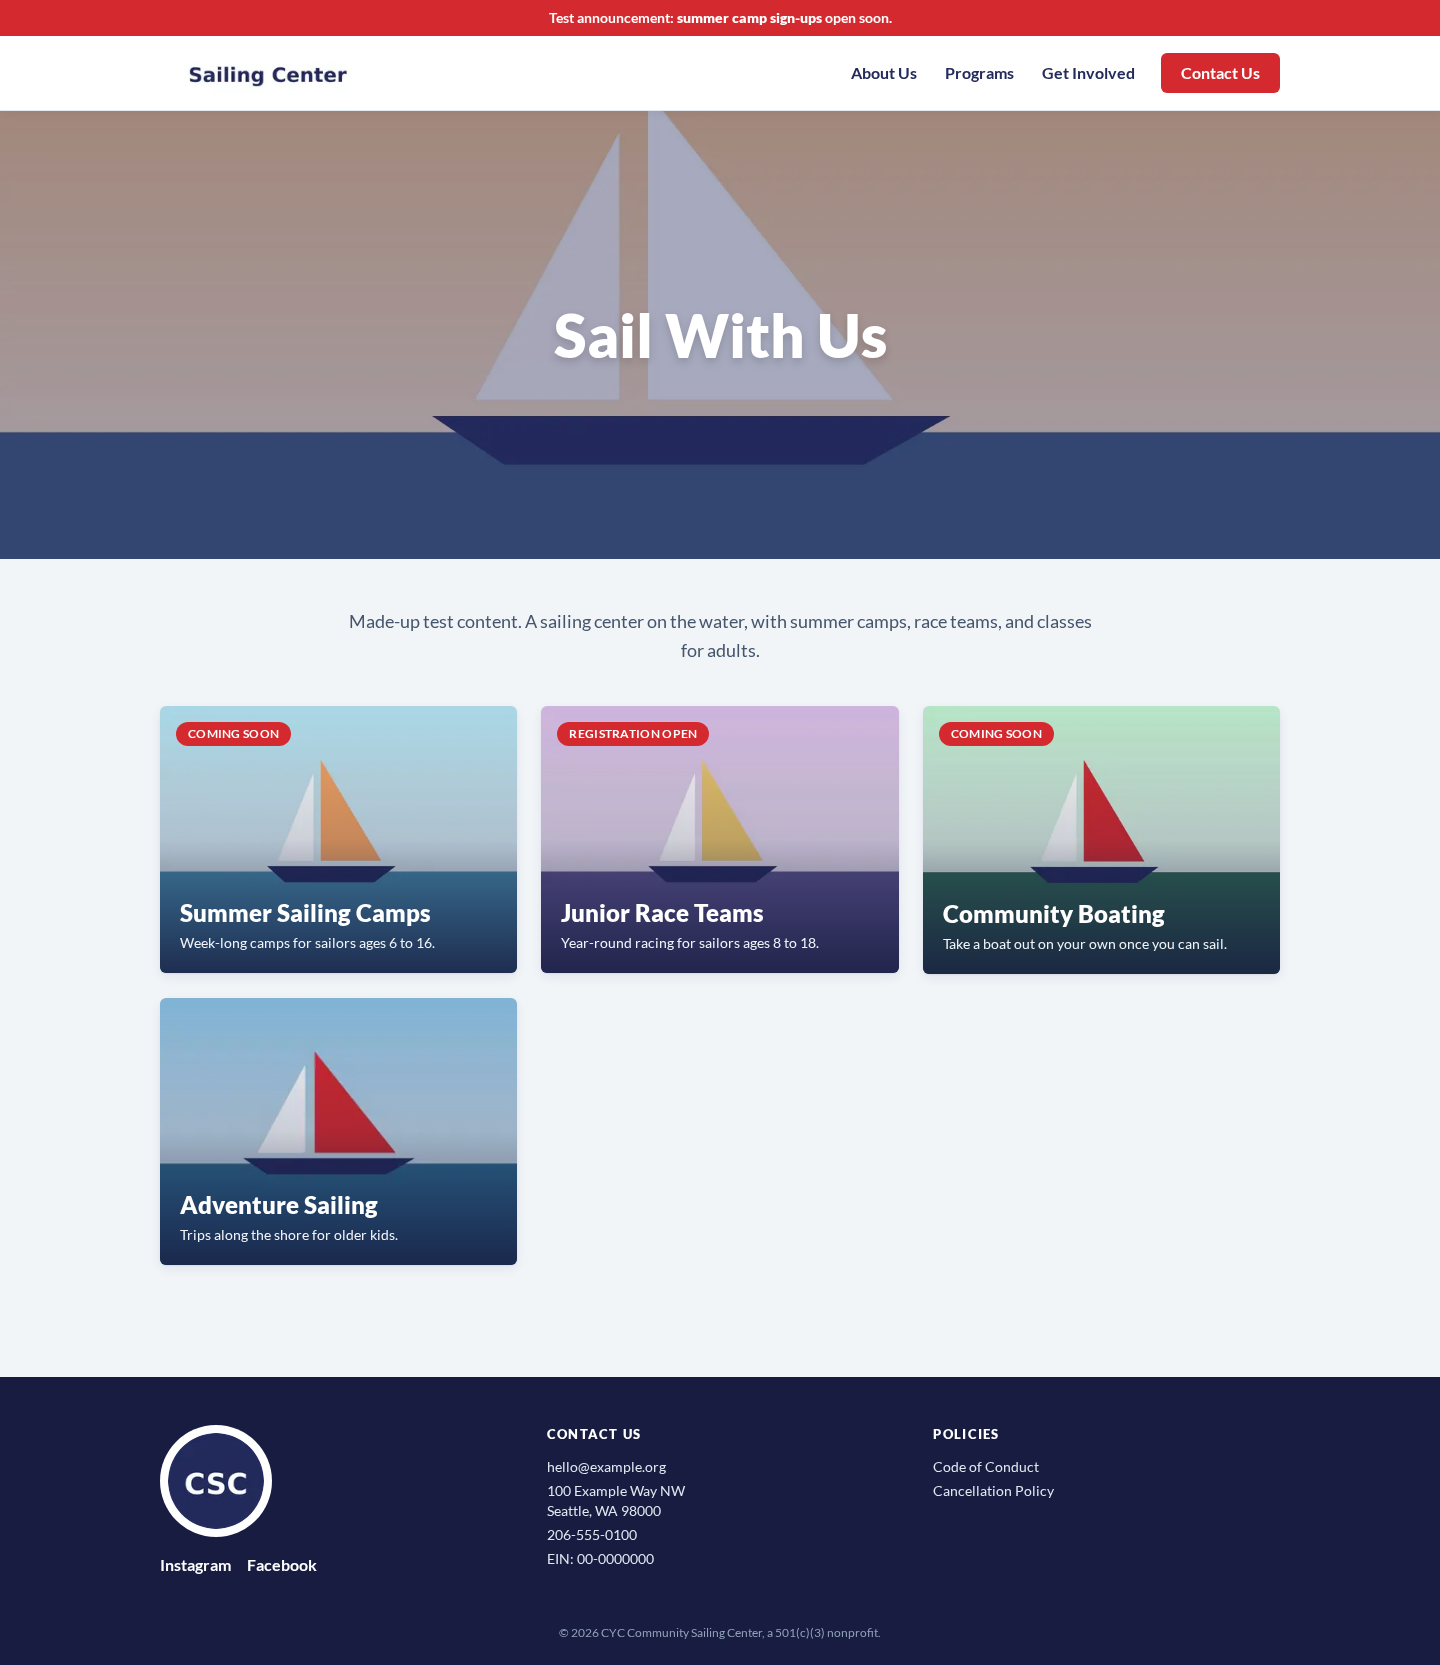 Test announcement: summer camp sign-ups open soon.
Sailing Center
About Us
Programs
Get Involved
Contact Us
Sail With Us
Made-up test content. A sailing center on the water, with summer camps, race teams, and classes
for adults.
COMING SOON
Summer Sailing Camps
Week-long camps for sailors ages 6 to 16.
REGISTRATION OPEN
Junior Race Teams
Year-round racing for sailors ages 8 to 18.
COMING SOON
Community Boating
Take a boat out on your own once you can sail.
Adventure Sailing
Trips along the shore for older kids.
CSC
Instagram
Facebook
CONTACT US
hello@example.org
100 Example Way NW
Seattle, WA 98000
206-555-0100
EIN: 00-0000000
POLICIES
Code of Conduct
Cancellation Policy
© 2026 CYC Community Sailing Center, a 501(c)(3) nonprofit.